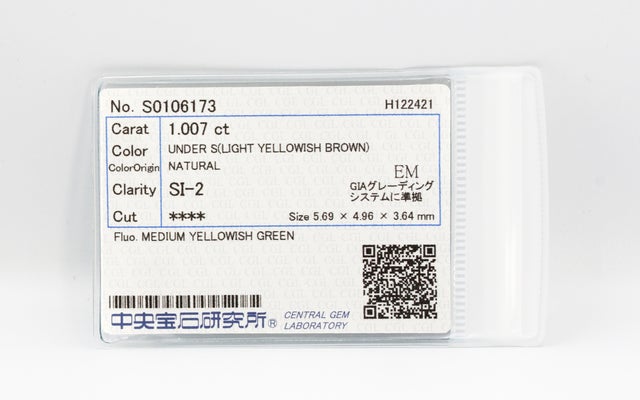 No. S0106173 H122421
Carat 1.007 ct
Color UNDER S(LIGHT YELLOWISH BROWN)
ColorOrigin NATURAL
Clarity SI-2 EM
GIAグレーディング
システムに準拠
Cut **** Size 5.69 × 4.96 × 3.64 mm
Fluo. MEDIUM YELLOWISH GREEN
中央宝石研究所® CENTRAL GEM
LABORATORY